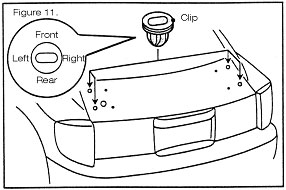 Figure 11.
Clip
Front
Left Right
Rear